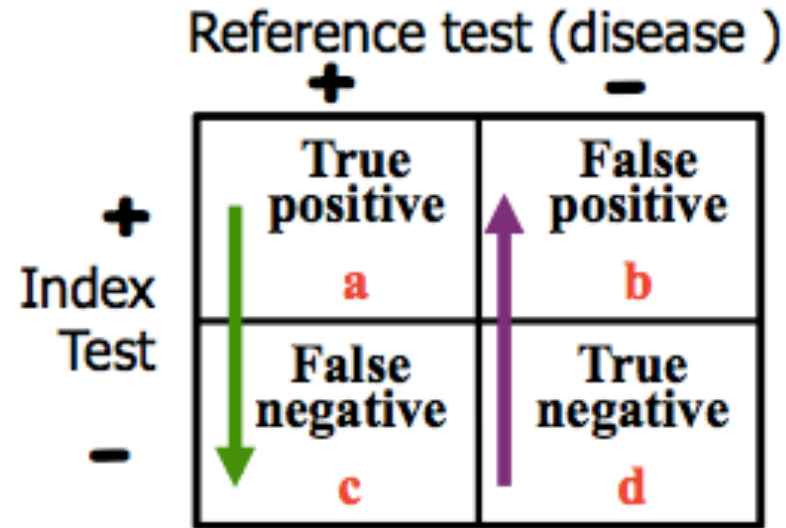 Reference test (disease )
+ −
True positive
False positive
+
a
b
Index
Test
False negative
True negative
−
c
d